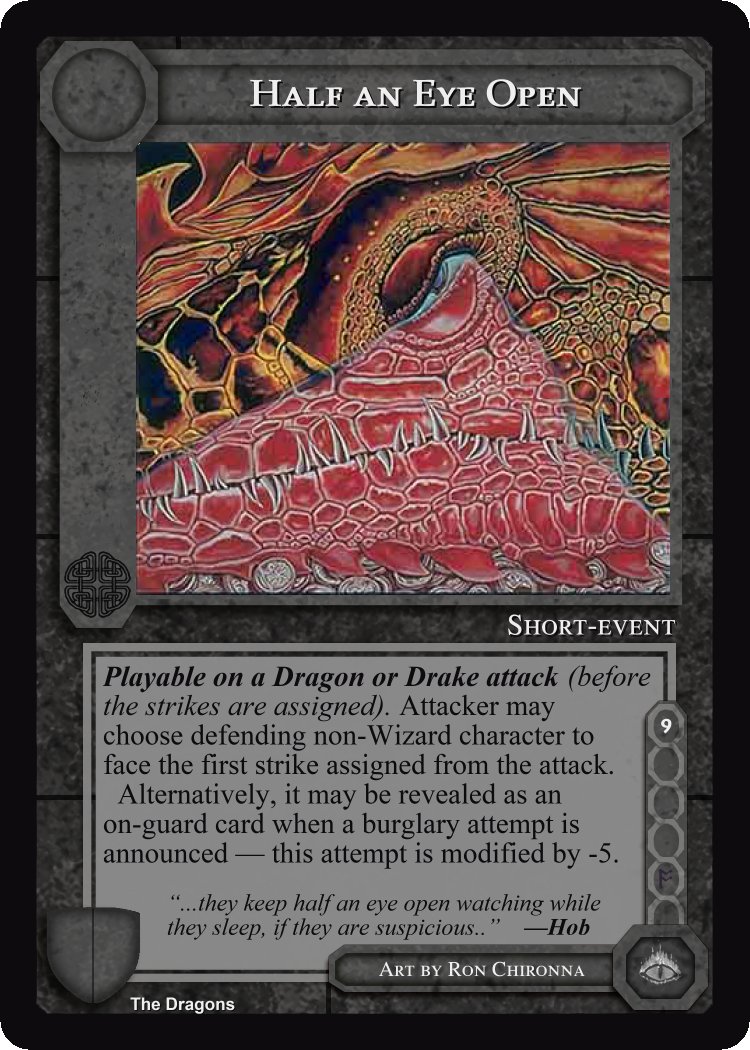 Half an Eye Open
Short-event
Playable on a Dragon or Drake attack (before
the strikes are assigned). Attacker may
choose defending non-Wizard character to
face the first strike assigned from the attack.
Alternatively, it may be revealed as an
on-guard card when a burglary attempt is
announced — this attempt is modified by -5.
9
“...they keep half an eye open watching while
they sleep, if they are suspicious..” —Hob
Art by Ron Chironna
The Dragons